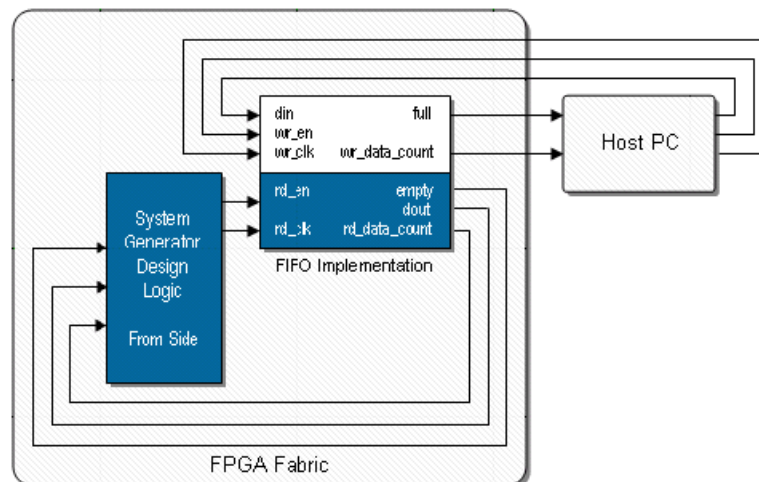 din full
wr_en
wr_clk wr_data_count
rd_en empty
dout
rd_clk rd_data_count
FIFO Implementation
Host PC
System
Generator
Design
Logic
From Side
FPGA Fabric